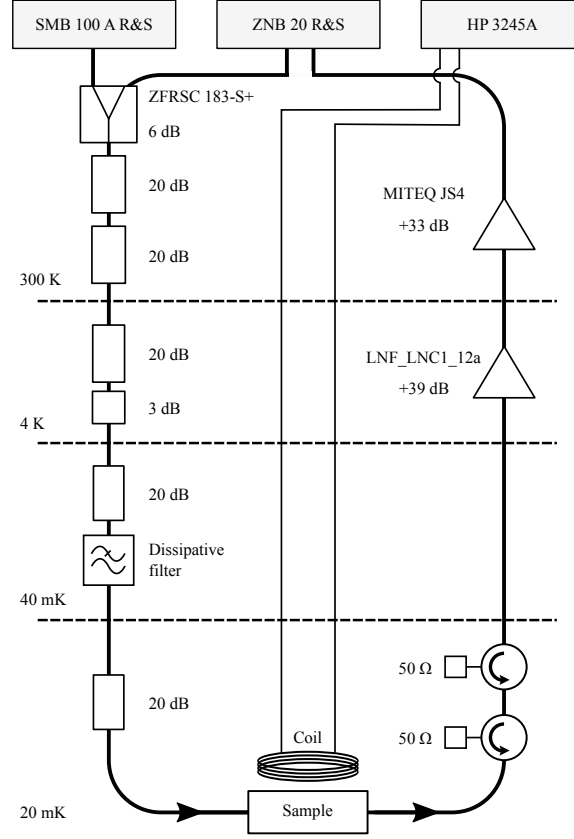 SMB 100 A R&S
ZNB 20 R&S
HP 3245A
ZFRSC 183-S+
6 dB
20 dB
20 dB
300 K
MITEQ JS4
+33 dB
20 dB
3 dB
4 K
LNF_LNC1_12a
+39 dB
20 dB
Dissipative
filter
40 mK
20 dB
50 Ω
50 Ω
Coil
Sample
20 mK